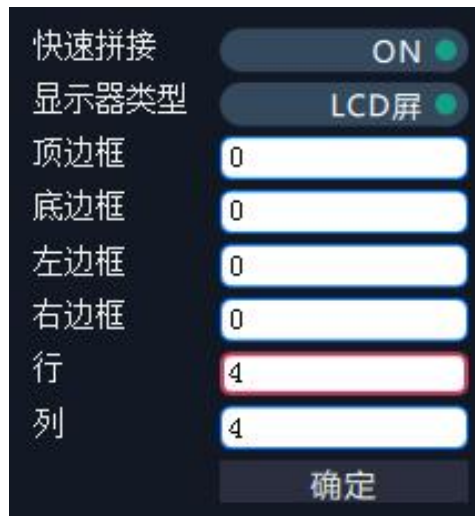 快速拼接 ON
显示器类型 LCD屏
顶边框 0
底边框 0
左边框 0
右边框 0
行 4
列 4
确定